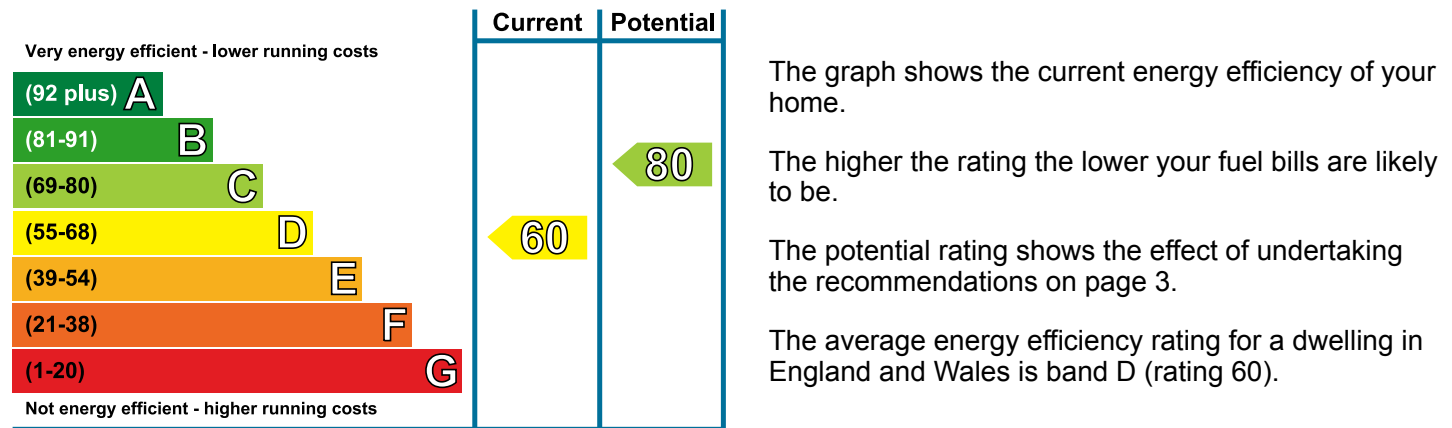 Current Potential
Very energy efficient - lower running costs
(92 plus) A
(81-91) B
(69-80) C
(55-68) D
(39-54) E
(21-38) F
(1-20) G
Not energy efficient - higher running costs
60
80
The graph shows the current energy efficiency of your
home.
The higher the rating the lower your fuel bills are likely
to be.
The potential rating shows the effect of undertaking
the recommendations on page 3.
The average energy efficiency rating for a dwelling in
England and Wales is band D (rating 60).